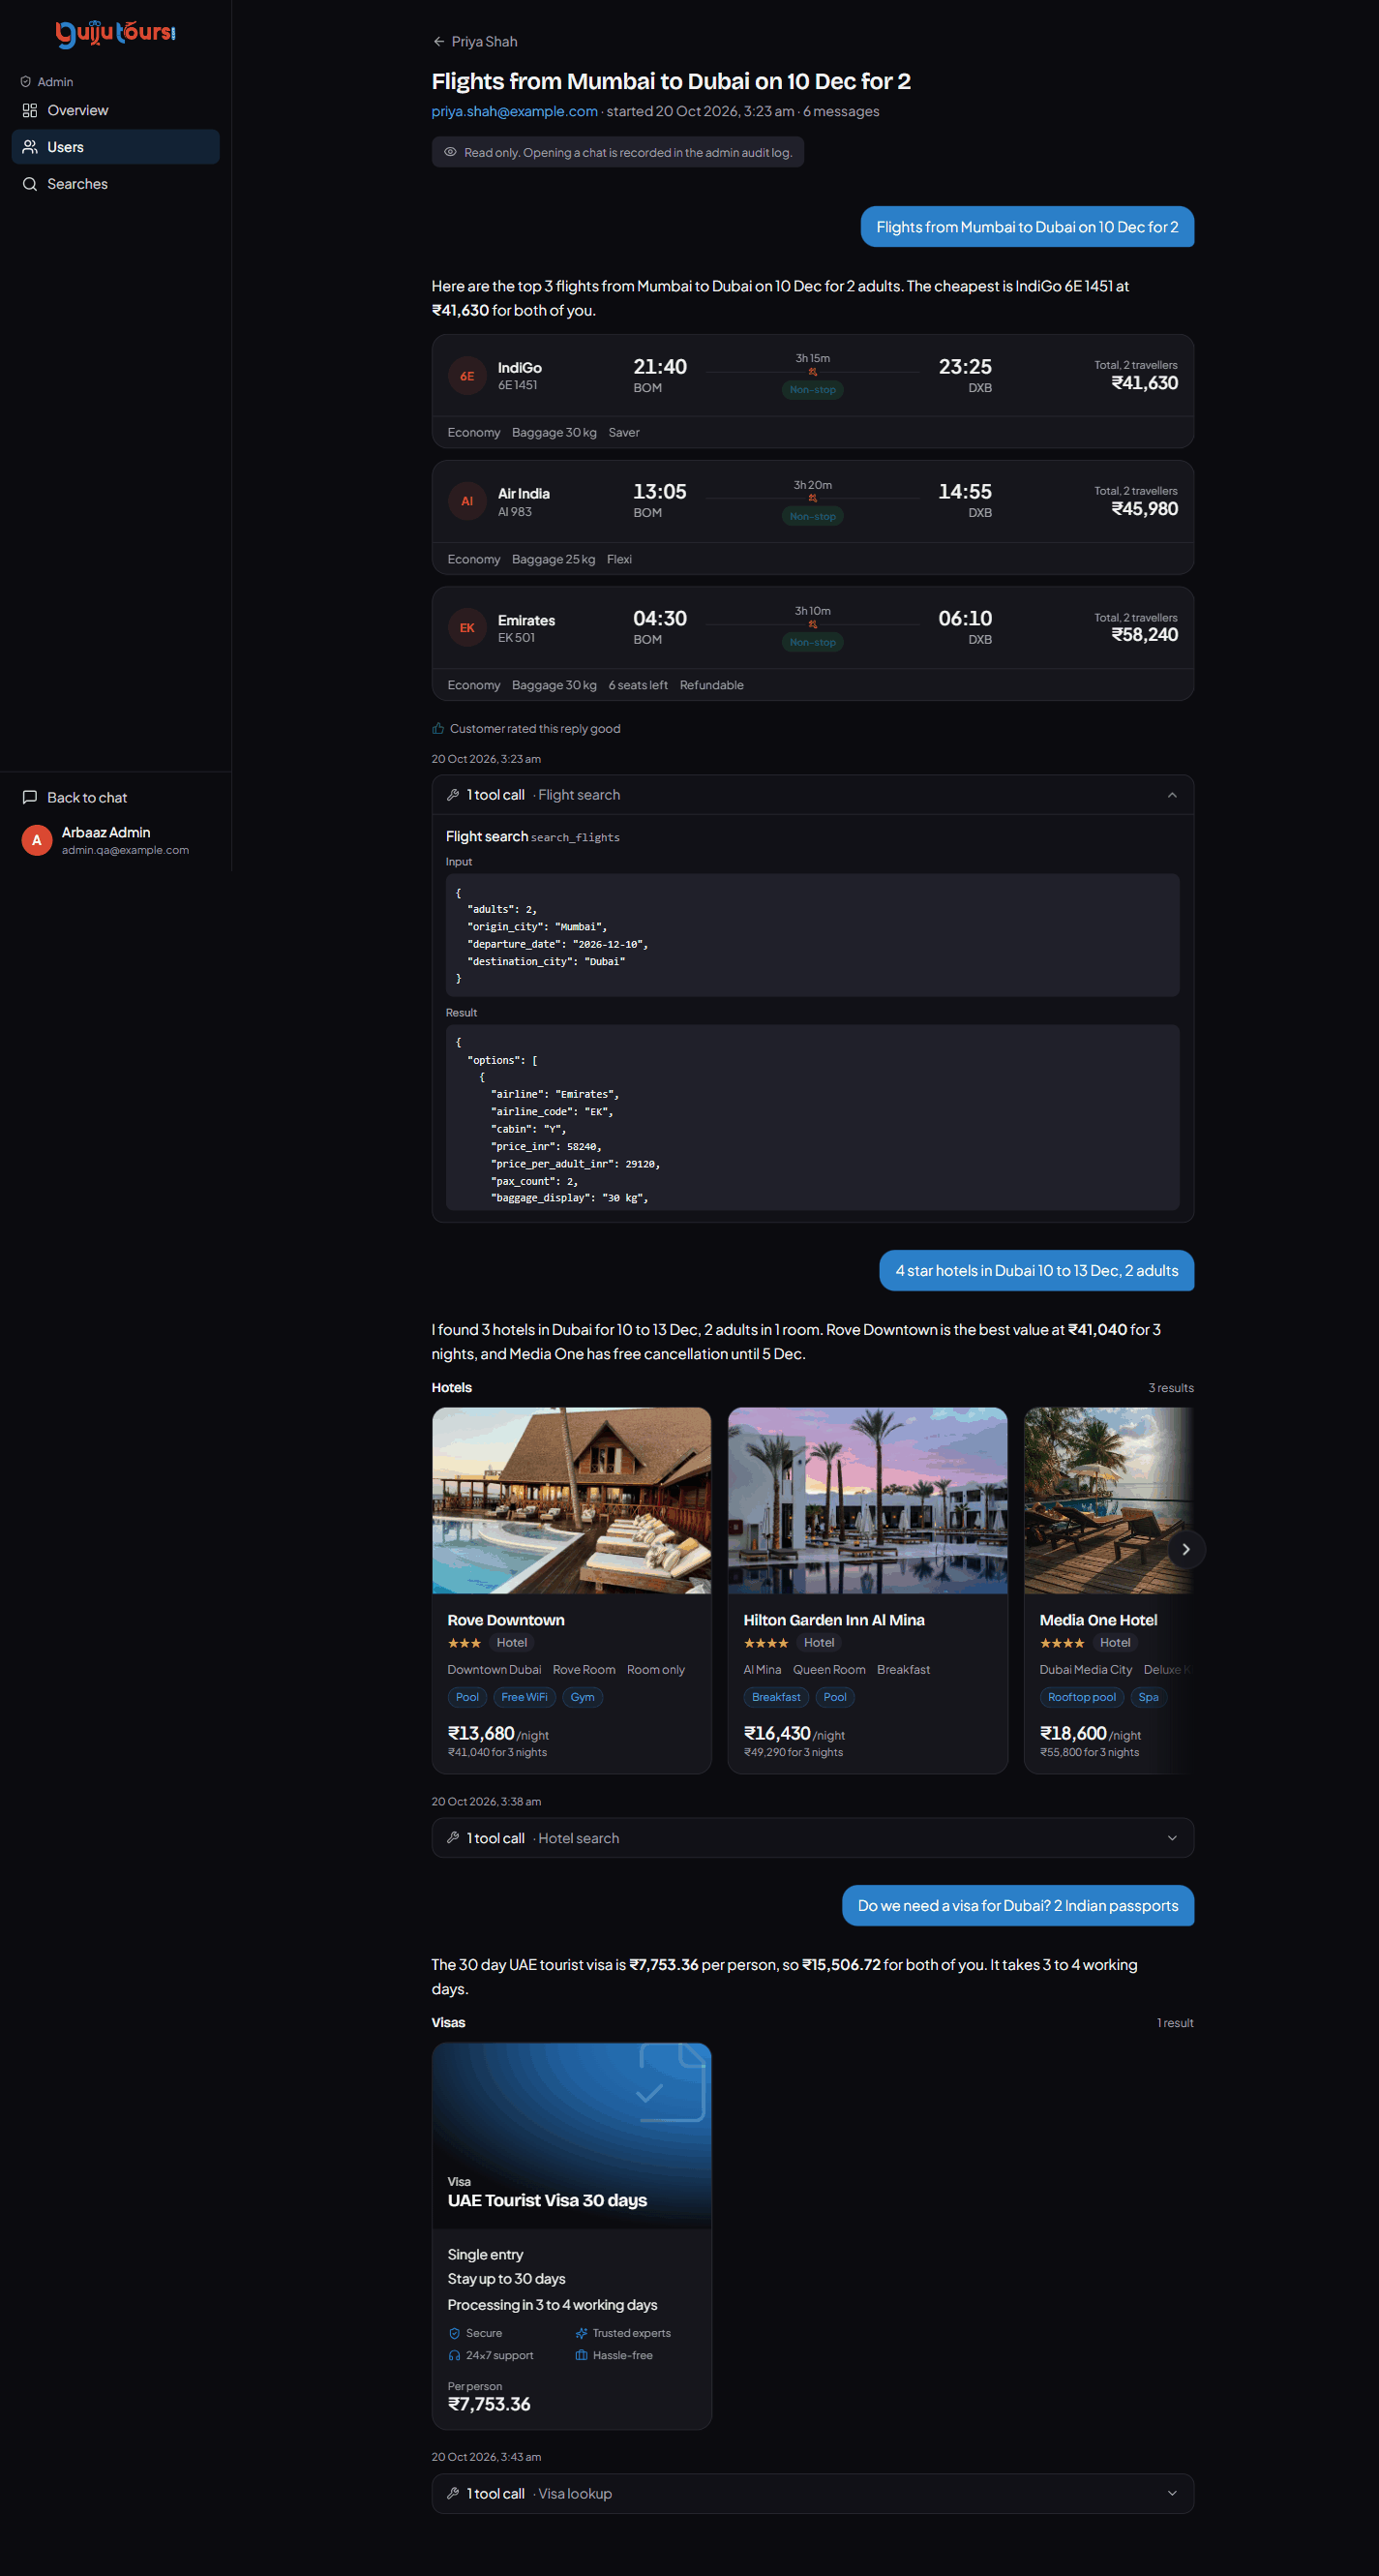 gujju tours
Admin
Overview
Users
Searches
Back to chat
A
Arbaaz Admin
admin.qa@example.com
Priya Shah
Flights from Mumbai to Dubai on 10 Dec for 2
priya.shah@example.com · started 20 Oct 2026, 3:23 am · 6 messages
Read only. Opening a chat is recorded in the admin audit log.
Flights from Mumbai to Dubai on 10 Dec for 2
Here are the top 3 flights from Mumbai to Dubai on 10 Dec for 2 adults. The cheapest is IndiGo 6E 1451 at
₹41,630 for both of you.
6E IndiGo 21:40 3h 15m 23:25 Total, 2 travellers
6E 1451 BOM Non-stop DXB ₹41,630
Economy Baggage 30 kg Saver
AI Air India 13:05 3h 20m 14:55 Total, 2 travellers
AI 983 BOM Non-stop DXB ₹45,980
Economy Baggage 25 kg Flexi
EK Emirates 04:30 3h 10m 06:10 Total, 2 travellers
EK 501 BOM Non-stop DXB ₹58,240
Economy Baggage 30 kg 6 seats left Refundable
Customer rated this reply good
20 Oct 2026, 3:23 am
1 tool call · Flight search
Flight search search_flights
Input
{
"adults": 2,
"origin_city": "Mumbai",
"departure_date": "2026-12-10",
"destination_city": "Dubai"
}
Result
{
"options": [
{
"airline": "Emirates",
"airline_code": "EK",
"cabin": "Y",
"price_inr": 58240,
"price_per_adult_inr": 29120,
"pax_count": 2,
"baggage_display": "30 kg",
4 star hotels in Dubai 10 to 13 Dec, 2 adults
I found 3 hotels in Dubai for 10 to 13 Dec, 2 adults in 1 room. Rove Downtown is the best value at ₹41,040 for 3
nights, and Media One has free cancellation until 5 Dec.
Hotels 3 results
Rove Downtown
Hotel
Downtown Dubai Rove Room Room only
Pool Free WiFi Gym
₹13,680 /night
₹41,040 for 3 nights
Hilton Garden Inn Al Mina
Hotel
Al Mina Queen Room Breakfast
Breakfast Pool
₹16,430 /night
₹49,290 for 3 nights
Media One Hotel
Hotel
Dubai Media City Deluxe
Rooftop pool Spa
₹18,600 /night
₹55,800 for 3 nights
20 Oct 2026, 3:38 am
1 tool call · Hotel search
Do we need a visa for Dubai? 2 Indian passports
The 30 day UAE tourist visa is ₹7,753.36 per person, so ₹15,506.72 for both of you. It takes 3 to 4 working
days.
Visas 1 result
Visa
UAE Tourist Visa 30 days
Single entry
Stay up to 30 days
Processing in 3 to 4 working days
Secure Trusted experts
24×7 support Hassle-free
Per person
₹7,753.36
20 Oct 2026, 3:43 am
1 tool call · Visa lookup